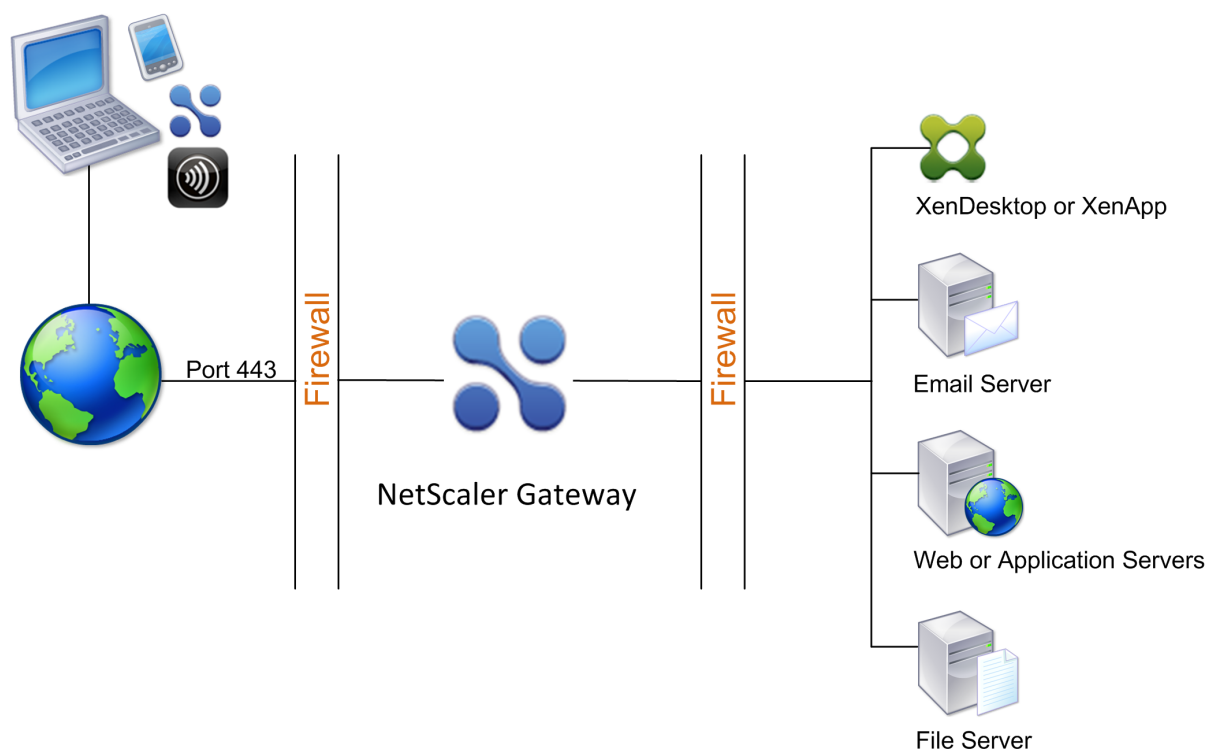 Port 443
Firewall
NetScaler Gateway
Firewall
XenDesktop or XenApp
Email Server
Web or Application Servers
File Server